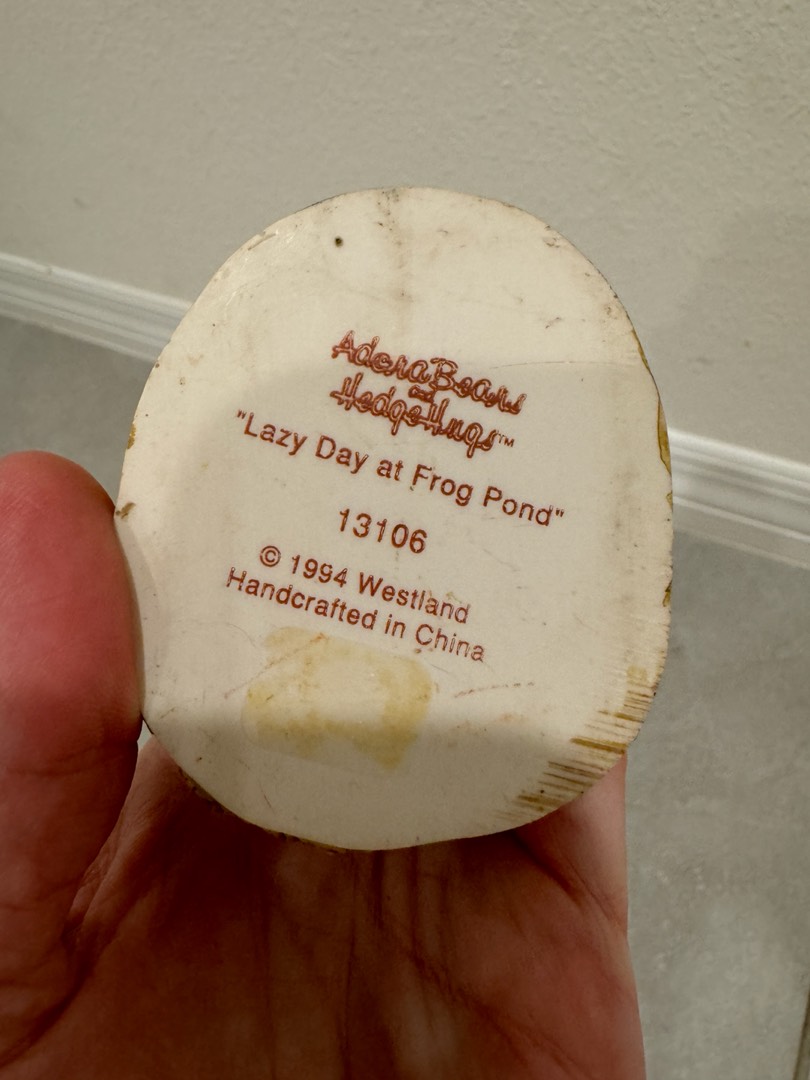 AdoraBears
and
HedgeHugs™
"Lazy Day at Frog Pond"
13106
© 1994 Westland
Handcrafted in China